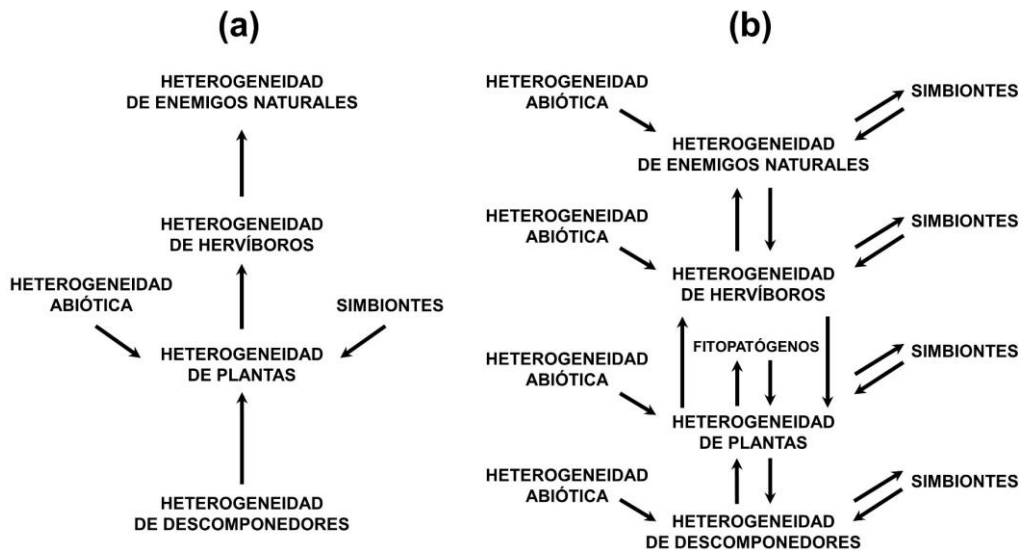 (a)
HETEROGENEIDAD
DE ENEMIGOS NATURALES
HETEROGENEIDAD
DE HERVÍBOROS
HETEROGENEIDAD
ABIÓTICA
SIMBIONTES
HETEROGENEIDAD
DE PLANTAS
HETEROGENEIDAD
DE DESCOMPONEDORES
(b)
HETEROGENEIDAD
ABIÓTICA
SIMBIONTES
HETEROGENEIDAD
DE ENEMIGOS NATURALES
HETEROGENEIDAD
ABIÓTICA
SIMBIONTES
HETEROGENEIDAD
DE HERVÍBOROS
FITOPATÓGENOS
HETEROGENEIDAD
ABIÓTICA
SIMBIONTES
HETEROGENEIDAD
DE PLANTAS
HETEROGENEIDAD
ABIÓTICA
SIMBIONTES
HETEROGENEIDAD
DE DESCOMPONEDORES